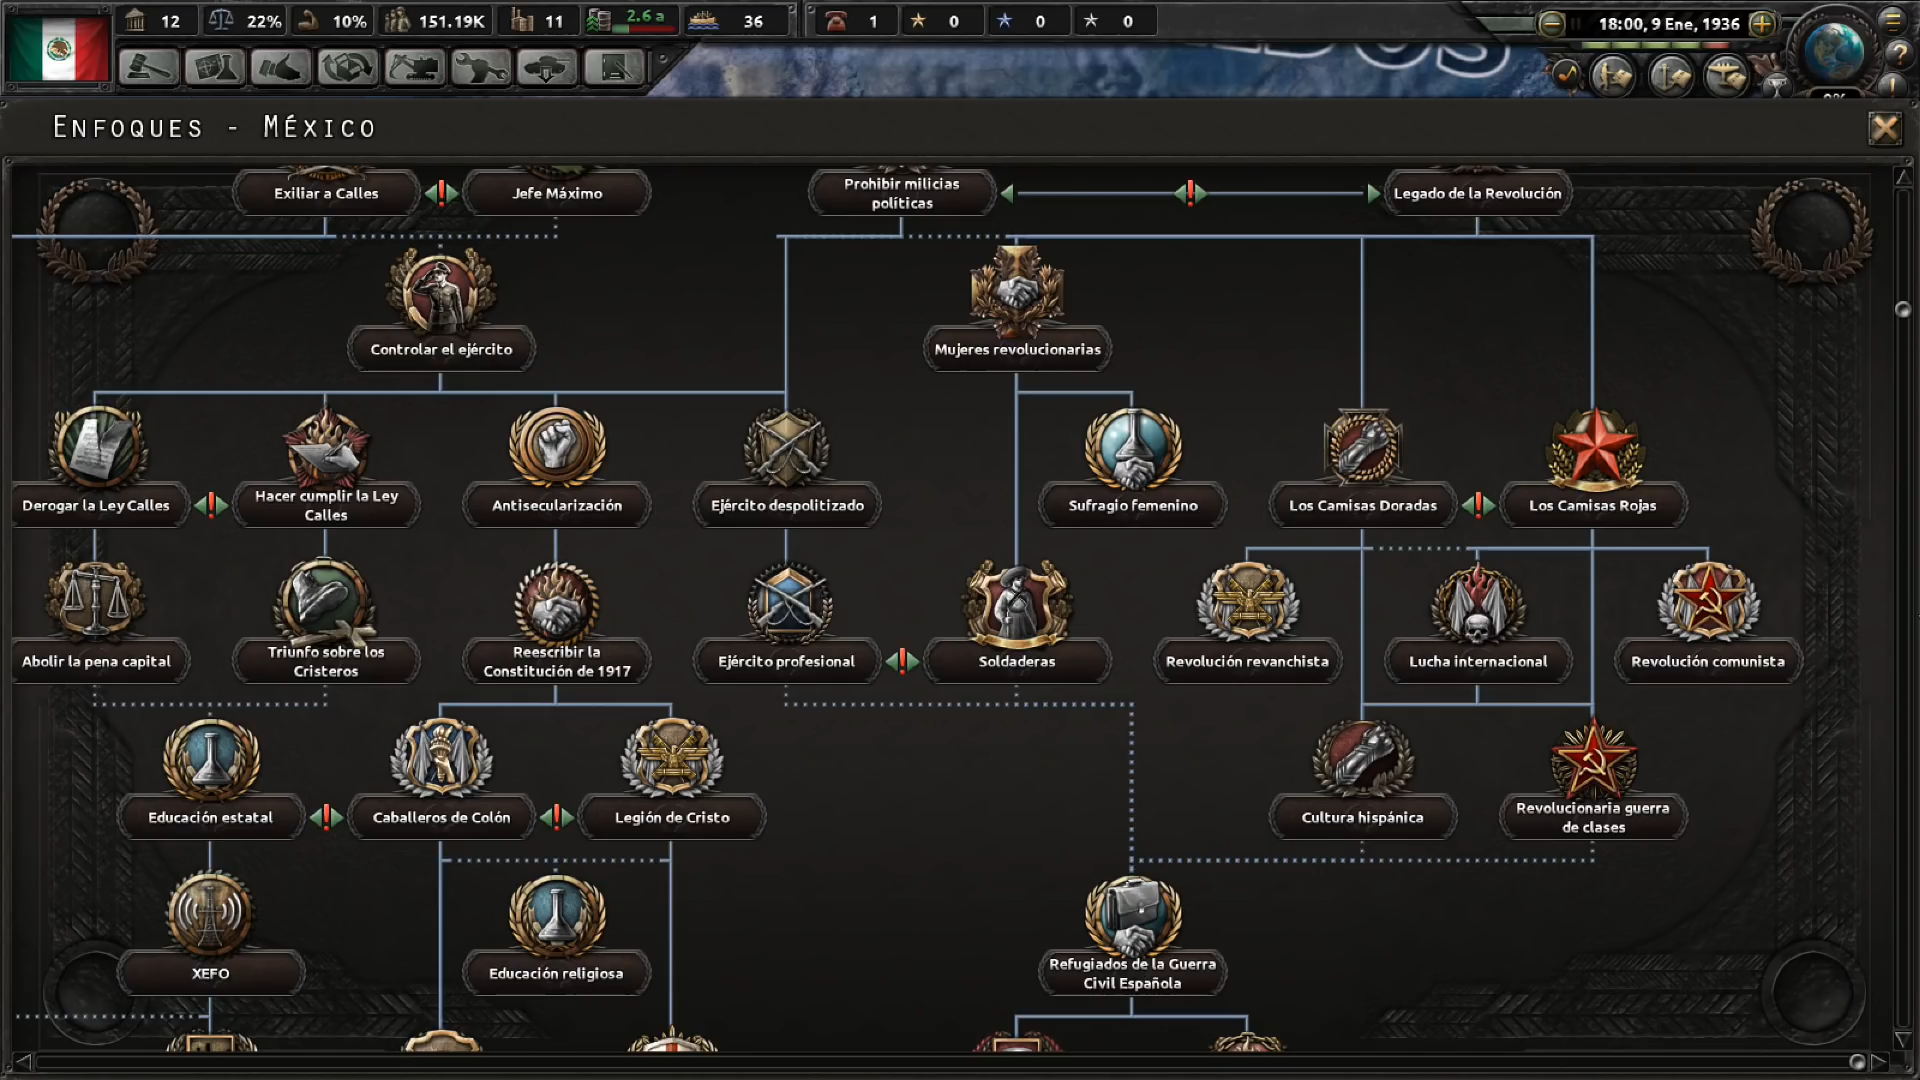 12
22%
10%
151.19K
11
2.6 a
36
1
0
0
0
18:00, 9 Ene, 1936
Enfoques - México
Exiliar a Calles
Jefe Máximo
Prohibir milicias
políticas
Legado de la Revolución
Controlar el ejército
Mujeres revolucionarias
Derogar la Ley Calles
Hacer cumplir la Ley
Calles
Antisecularización
Ejército despolitizado
Sufragio femenino
Los Camisas Doradas
Los Camisas Rojas
Abolir la pena capital
Triunfo sobre los
Cristeros
Reescribir la
Constitución de 1917
Ejército profesional
Soldaderas
Revolución revanchista
Lucha internacional
Revolución comunista
Educación estatal
Caballeros de Colón
Legión de Cristo
Cultura hispánica
Revolucionaria guerra
de clases
XEFO
Educación religiosa
Refugiados de la Guerra
Civil Española